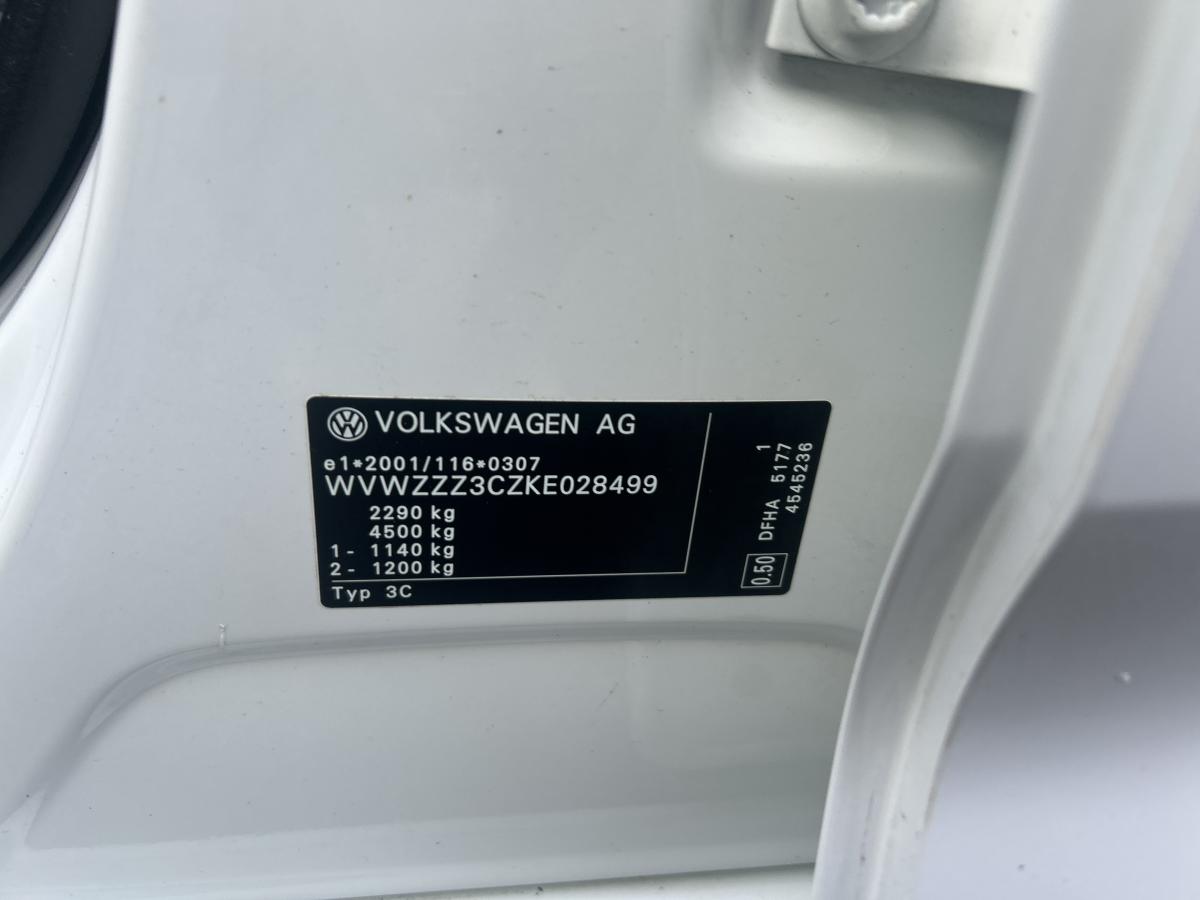 VOLKSWAGEN AG
e1*2001/116*0307
WVWZZZ3CZKE028499
2290 kg
4500 kg
1- 1140 kg
2- 1200 kg
Typ 3C
0.50 DFHA 5177 1
4545236